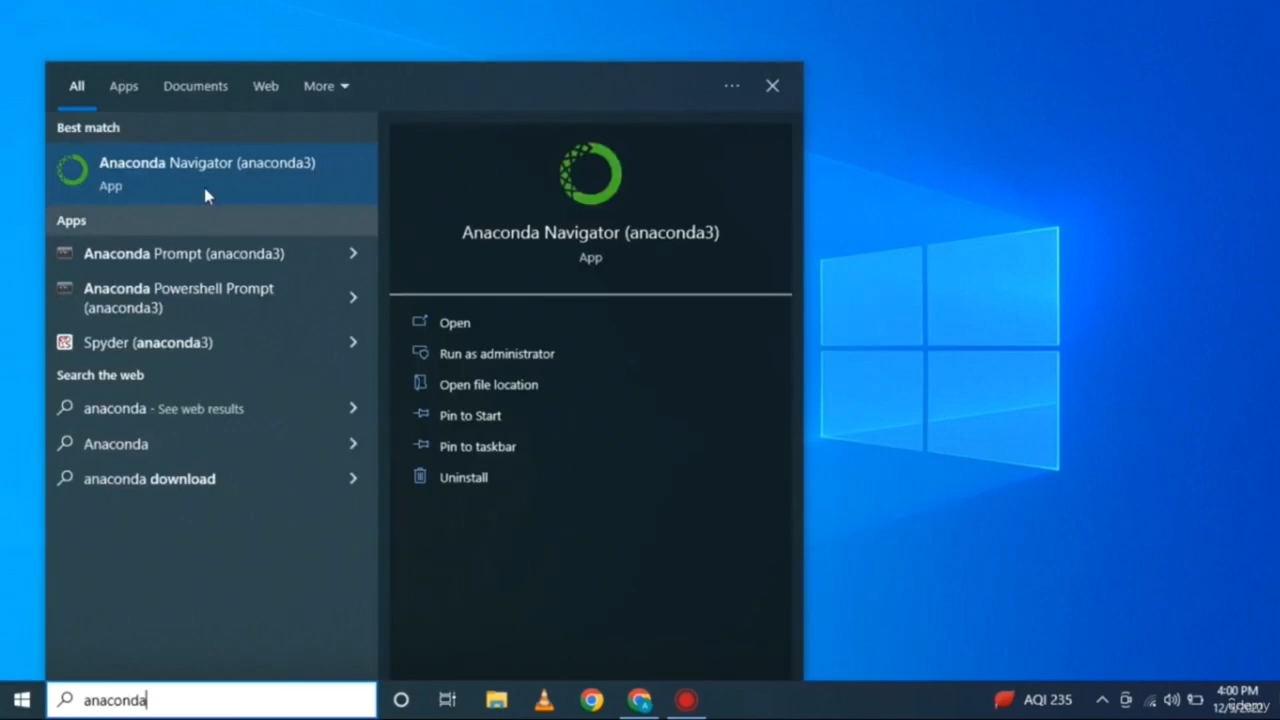 All Apps Documents Web More
Best match
Anaconda Navigator (anaconda3)
App
Apps
Anaconda Prompt (anaconda3)
Anaconda Powershell Prompt
(anaconda3)
Spyder (anaconda3)
Search the web
anaconda - See web results
Anaconda
anaconda download
Anaconda Navigator (anaconda3)
App
Open
Run as administrator
Open file location
Pin to Start
Pin to taskbar
Uninstall
anaconda
AQI 235
4:00 PM
udemy